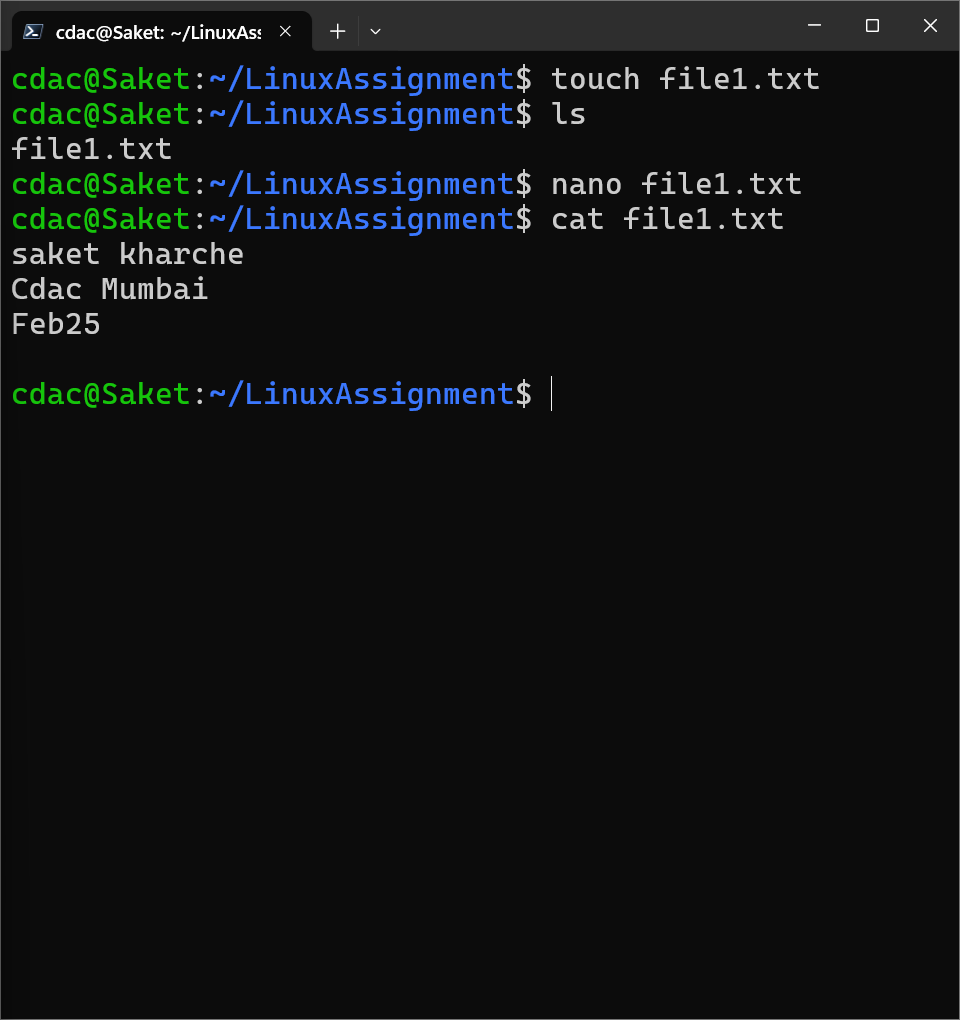 cdac@Saket: ~/LinuxAss
cdac@Saket:~/LinuxAssignment$ touch file1.txt
cdac@Saket:~/LinuxAssignment$ ls
file1.txt
cdac@Saket:~/LinuxAssignment$ nano file1.txt
cdac@Saket:~/LinuxAssignment$ cat file1.txt
saket kharche
Cdac Mumbai
Feb25
cdac@Saket:~/LinuxAssignment$